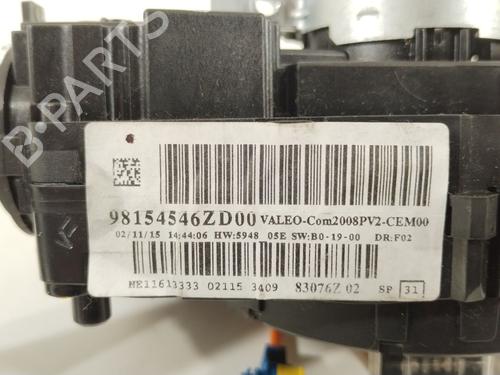 B-PARTS
98154546ZD00 VALEO-Com2008PV2-CEM00
02/11/15 14:44:06 HW:5948 05E SW:B0-19-00 DR:F02
NE11613333 02115 3409 83076Z 02 SP 31